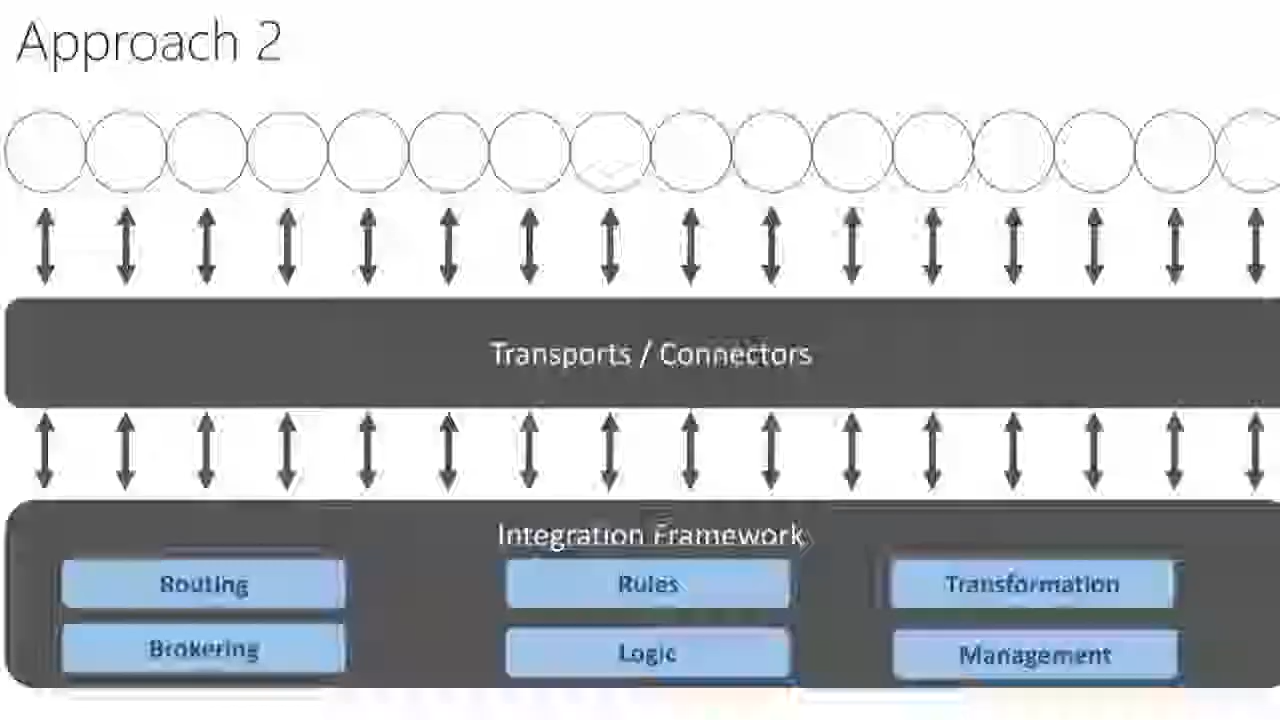 Approach 2
Transports / Connectors
Integration Framework
Routing
Rules
Transformation
Brokering
Logic
Management